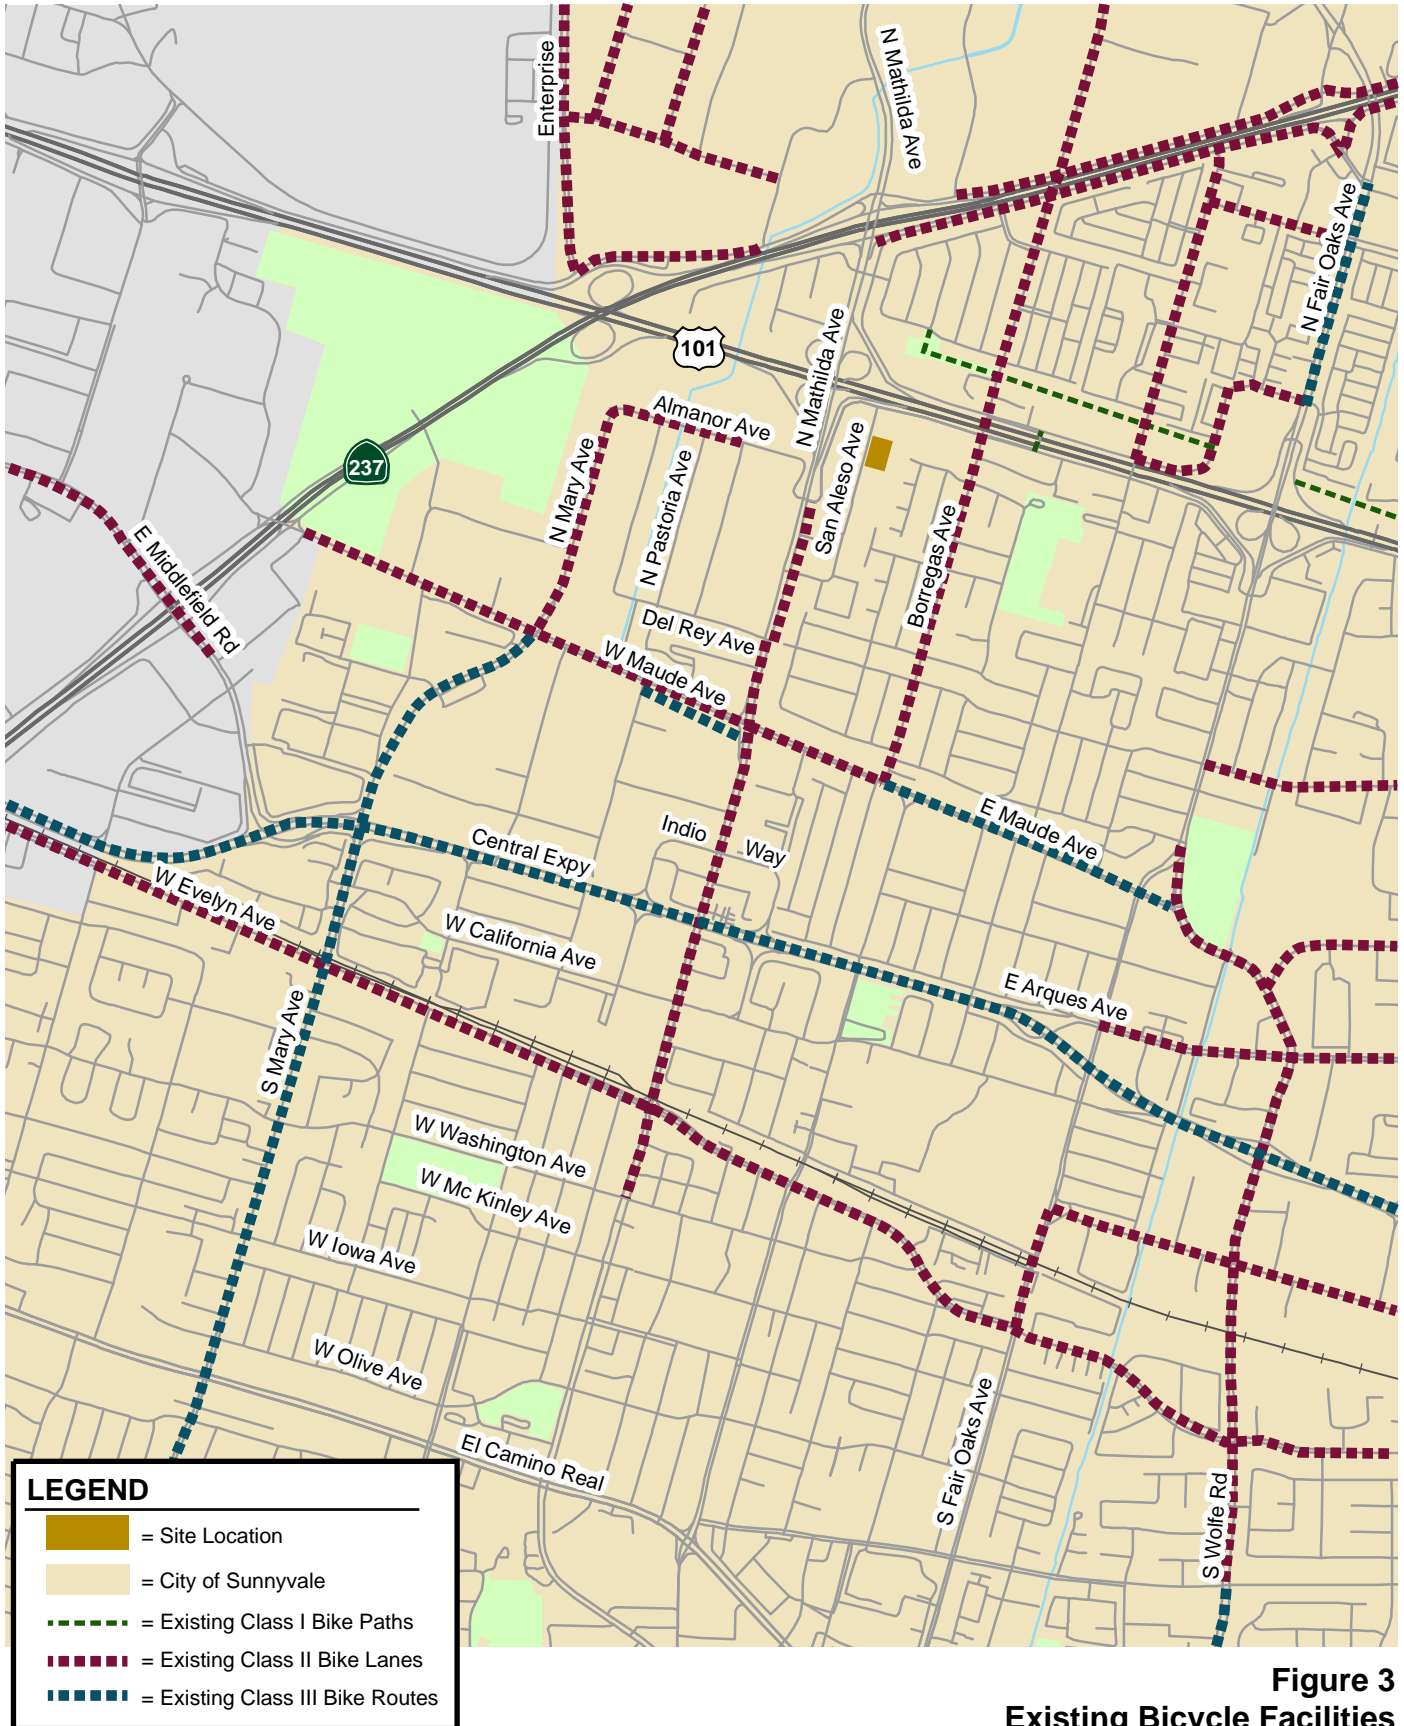 Enterprise
N Mathilda Ave
N Fair Oaks Ave
101
N Mathilda Ave
Almanor Ave
San Aleso Ave
237
N Mary Ave
N Pastoria Ave
Borregas Ave
E Middlefield Rd
Del Rey Ave
W Maude Ave
E Maude Ave
Indio Way
Central Expy
W Evelyn Ave
W California Ave
E Arques Ave
S Mary Ave
W Washington Ave
W Mc Kinley Ave
W Iowa Ave
W Olive Ave
S Fair Oaks Ave
El Camino Real
S Wolfe Rd
LEGEND
= Site Location
= City of Sunnyvale
= Existing Class I Bike Paths
= Existing Class II Bike Lanes
= Existing Class III Bike Routes
Figure 3
Existing Bicycle Facilities